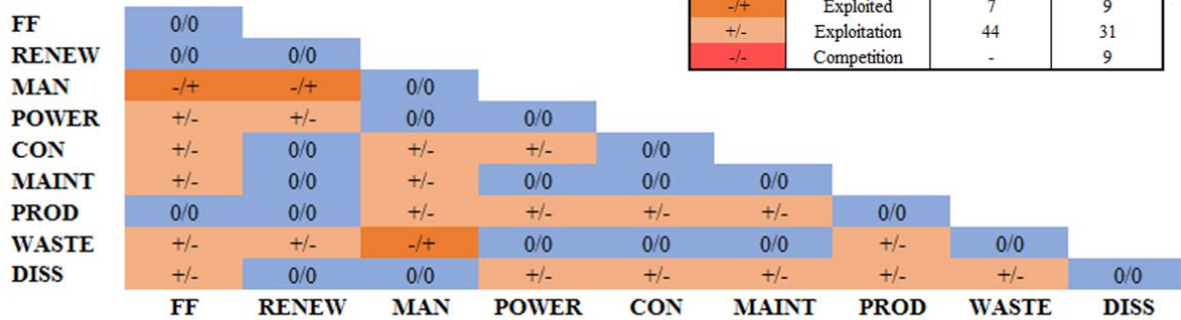 -/+ Exploited 7 9
FF 0/0
+/- Exploitation 44 31
RENEW 0/0 0/0
-/- Competition - 9
MAN -/+ -/+ 0/0
POWER +/- +/- 0/0 0/0
CON +/- 0/0 +/- +/- 0/0
MAINT +/- 0/0 +/- 0/0 0/0 0/0
PROD 0/0 0/0 +/- +/- +/- +/- 0/0
WASTE +/- +/- -/+ 0/0 0/0 0/0 +/- 0/0
DISS +/- 0/0 0/0 +/- +/- +/- +/- +/- 0/0
FF RENEW MAN POWER CON MAINT PROD WASTE DISS